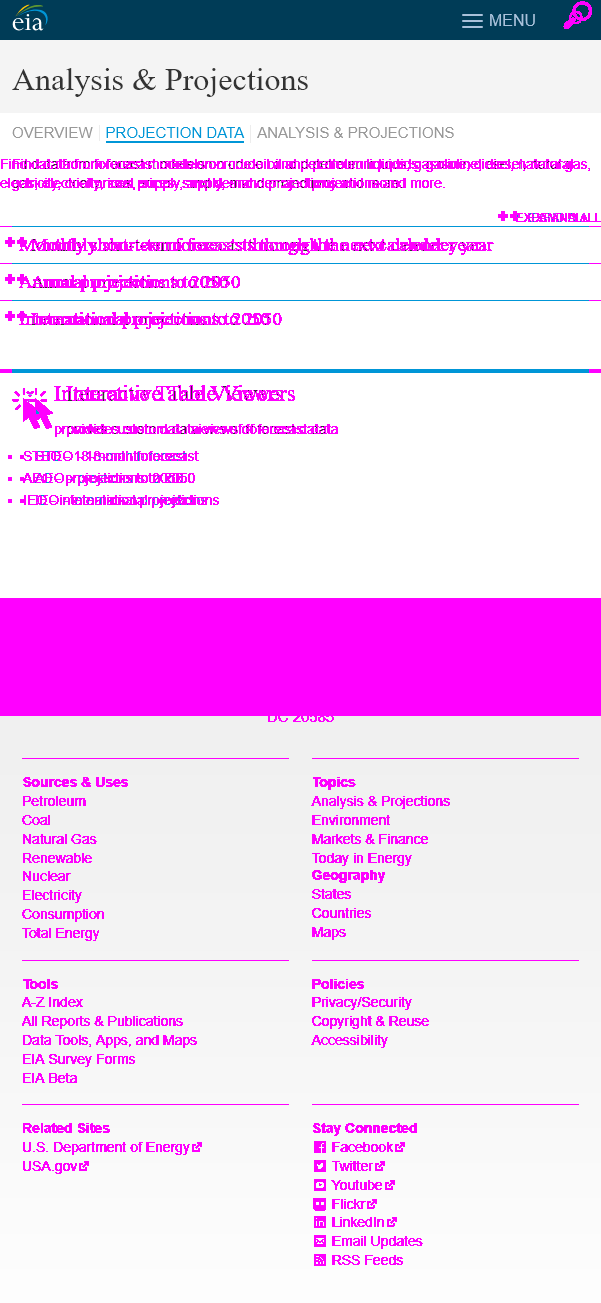 eia
MENU
Analysis & Projections
OVERVIEW
PROJECTION DATA
ANALYSIS & PROJECTIONS
Find data from forecast models on crude oil and petroleum liquids, gasoline, diesel, natural gas,
electricity, coal prices, supply, and demand projections and more.
EXPAND ALL
Monthly short-term forecasts through the next calendar year
Annual projections to 2050
International projections to 2050
Interactive Table Viewers
provides custom data views of forecast data
STEO - 18 month forecast
AEO - projections to 2050
IEO - international projections
DC 20585
Sources & Uses
Petroleum
Coal
Natural Gas
Renewable
Nuclear
Electricity
Consumption
Total Energy
Topics
Analysis & Projections
Environment
Markets & Finance
Today in Energy
Geography
States
Countries
Maps
Tools
A-Z Index
All Reports & Publications
Data Tools, Apps, and Maps
EIA Survey Forms
EIA Beta
Policies
Privacy/Security
Copyright & Reuse
Accessibility
Related Sites
U.S. Department of Energy
USA.gov
Stay Connected
Facebook
Twitter
Youtube
Flickr
LinkedIn
Email Updates
RSS Feeds